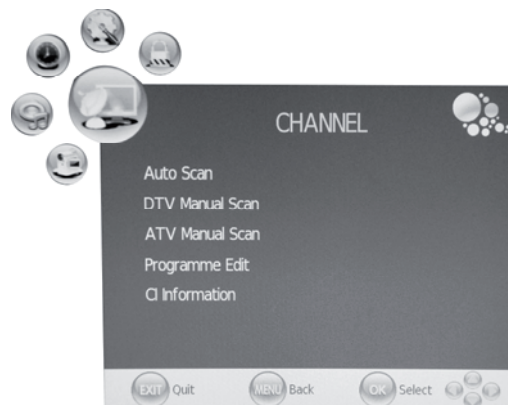 CHANNEL
Auto Scan
DTV Manual Scan
ATV Manual Scan
Programme Edit
CI Information
EXIT Quit MENU Back OK Select